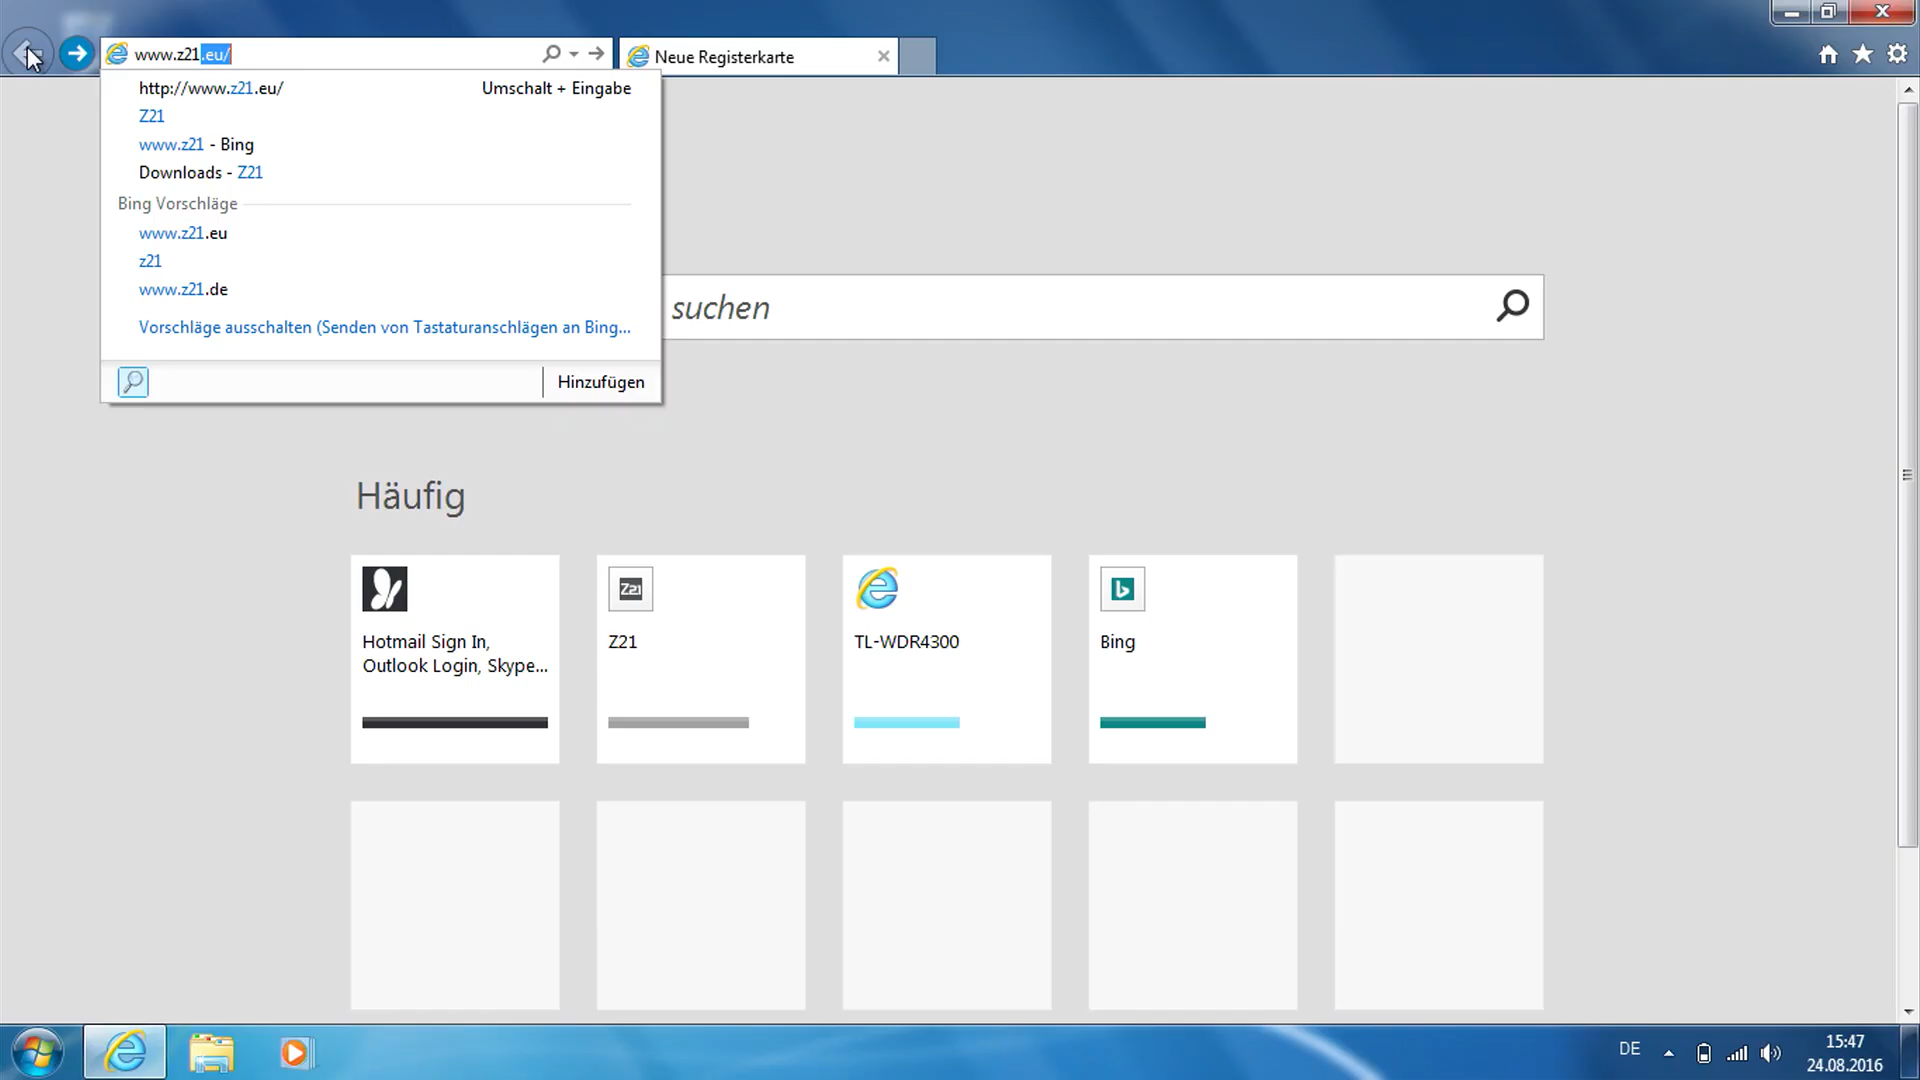 www.z21.eu/
Neue Registerkarte
http://www.z21.eu/ Umschalt + Eingabe
Z21
www.z21 - Bing
Downloads - Z21
Bing Vorschläge
www.z21.eu
z21
www.z21.de
Vorschläge ausschalten (Senden von Tastaturanschlägen an Bing...
Hinzufügen
suchen
Häufig
Hotmail Sign In,
Outlook Login, Skype...
Z21
Z21
TL-WDR4300
b
Bing
DE
15:47
24.08.2016